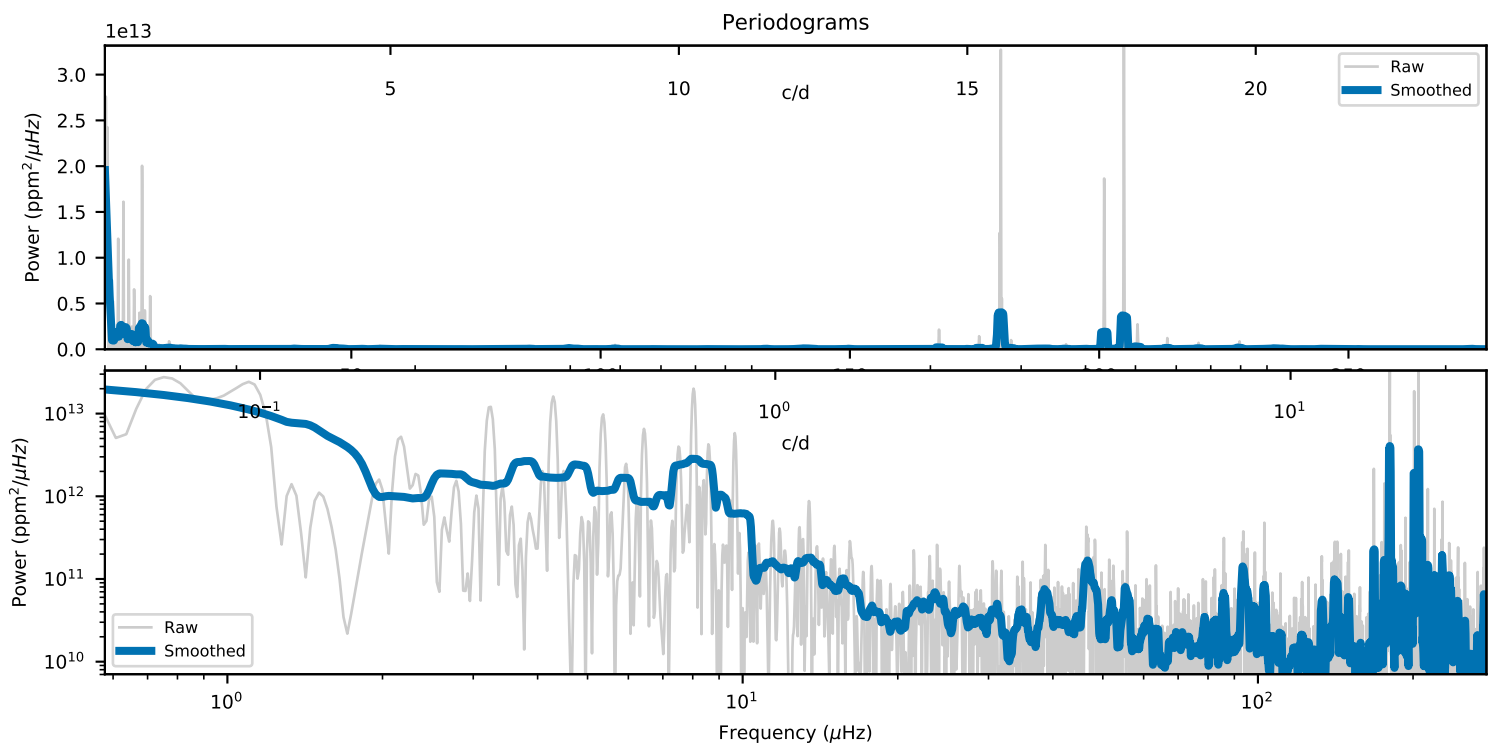 Periodograms
1e13
5 10 15 20
c/d
Raw
Smoothed
3.0
2.5
2.0
1.5
1.0
0.5
0.0
Power (ppm²/μHz)
10⁻¹ 10⁰ 10¹
c/d
10¹³
10¹²
10¹¹
10¹⁰
Power (ppm²/μHz)
Raw
Smoothed
10⁰ 10¹ 10²
Frequency (μHz)